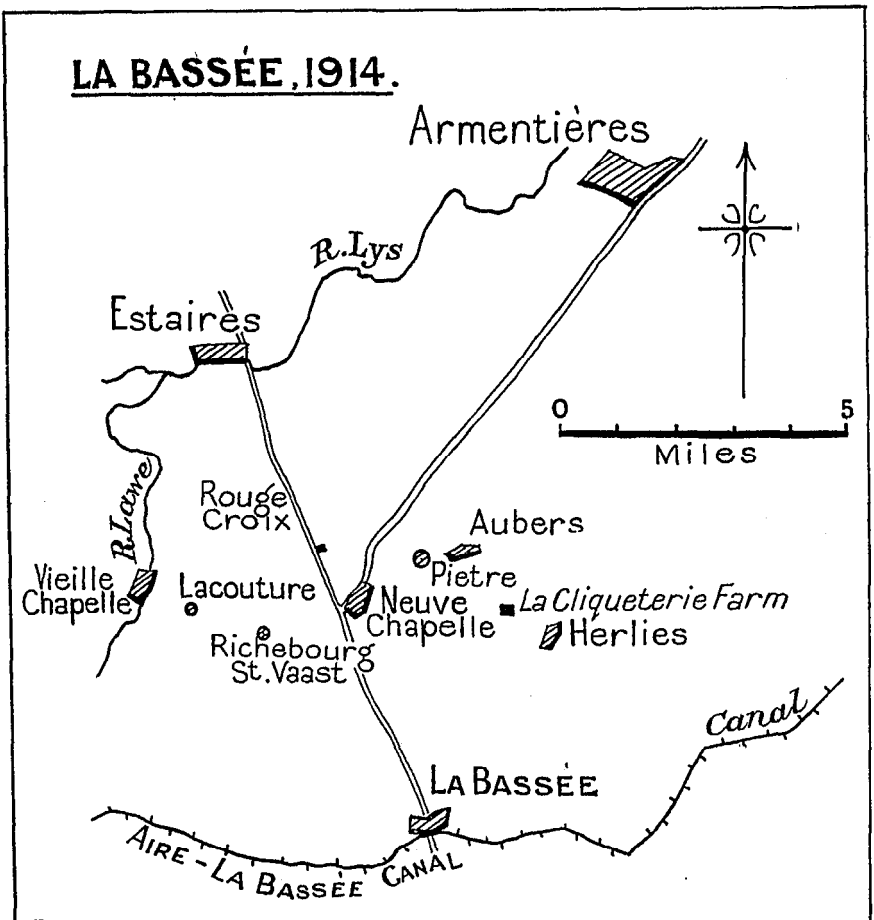 LA BASSÉE, 1914.
Armentières
R. Lys
Estaires
0 5
Miles
R. Lawe
Rouge
Croix
Aubers
Pietre
Vieille
Chapelle
Lacouture
Neuve
Chapelle
La Cliqueterie Farm
Herlies
Richebourg
St. Vaast
Canal
LA BASSÉE
AIRE - LA BASSÉE CANAL